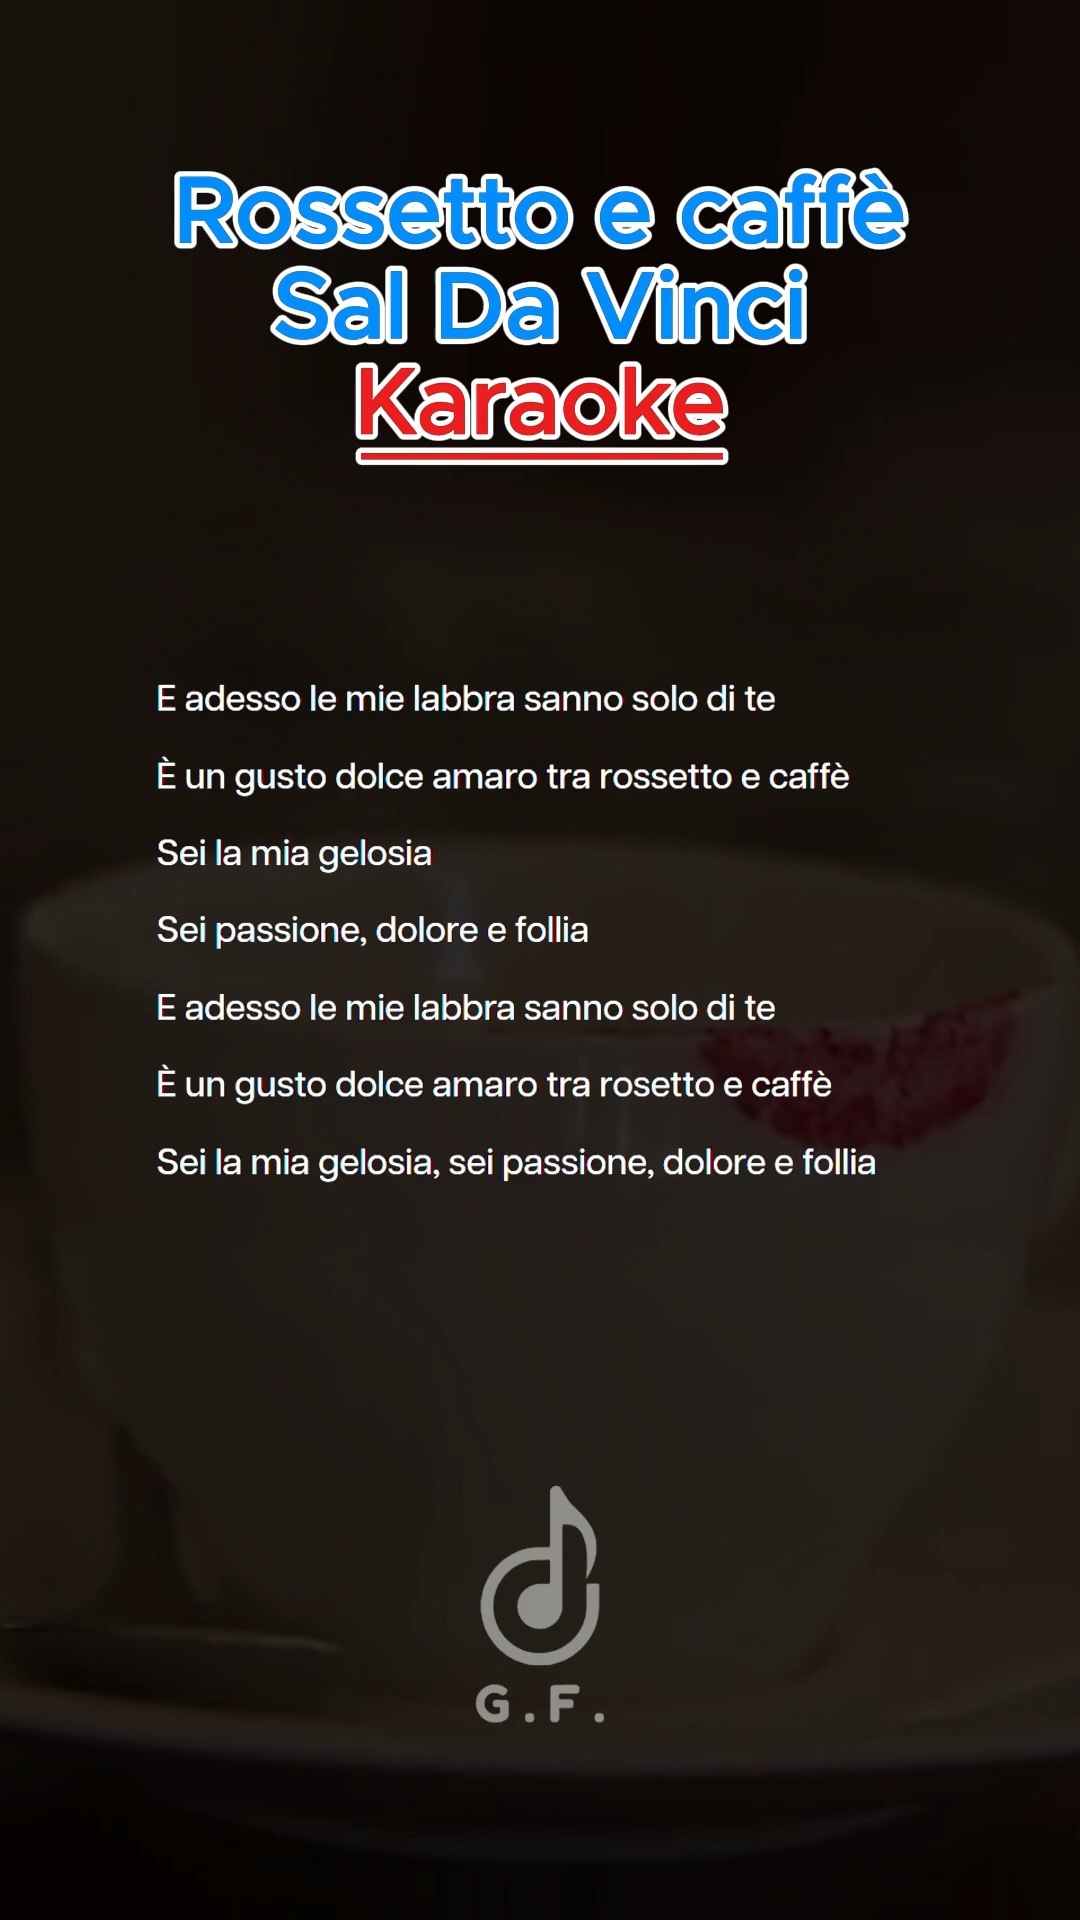 Rossetto e caffè
Sal Da Vinci
Karaoke
E adesso le mie labbra sanno solo di te
È un gusto dolce amaro tra rossetto e caffè
Sei la mia gelosia
Sei passione, dolore e follia
E adesso le mie labbra sanno solo di te
È un gusto dolce amaro tra rosetto e caffè
Sei la mia gelosia, sei passione, dolore e follia
G.F.